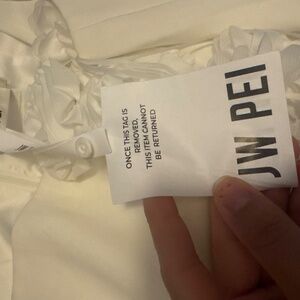 ONCE THIS TAG IS
REMOVED,
THIS ITEM CANNOT
BE RETURNED
JW PEI